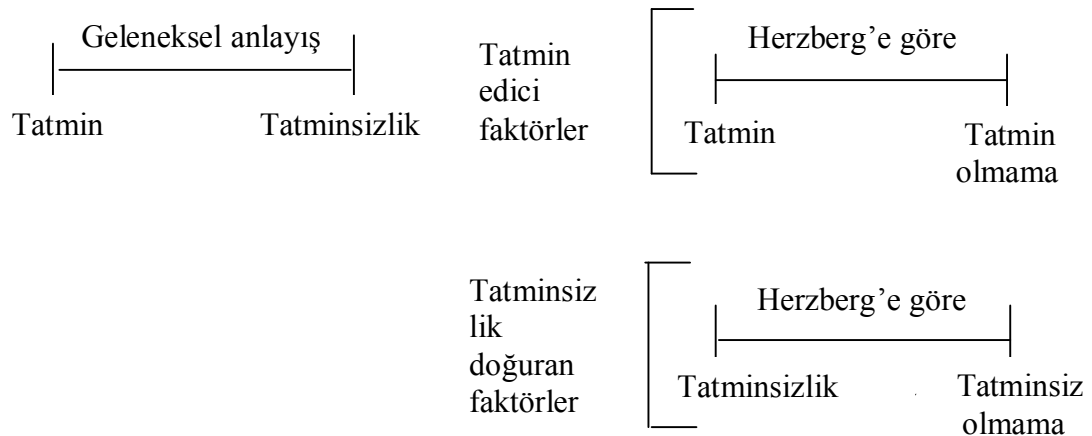 Geleneksel anlayış
Tatmin
Tatminsizlik
Tatmin
edici
faktörler
Herzberg’e göre
Tatmin
Tatmin
olmama
Tatminsiz
lik
doğuran
faktörler
Herzberg’e göre
Tatminsizlik
Tatminsiz
olmama